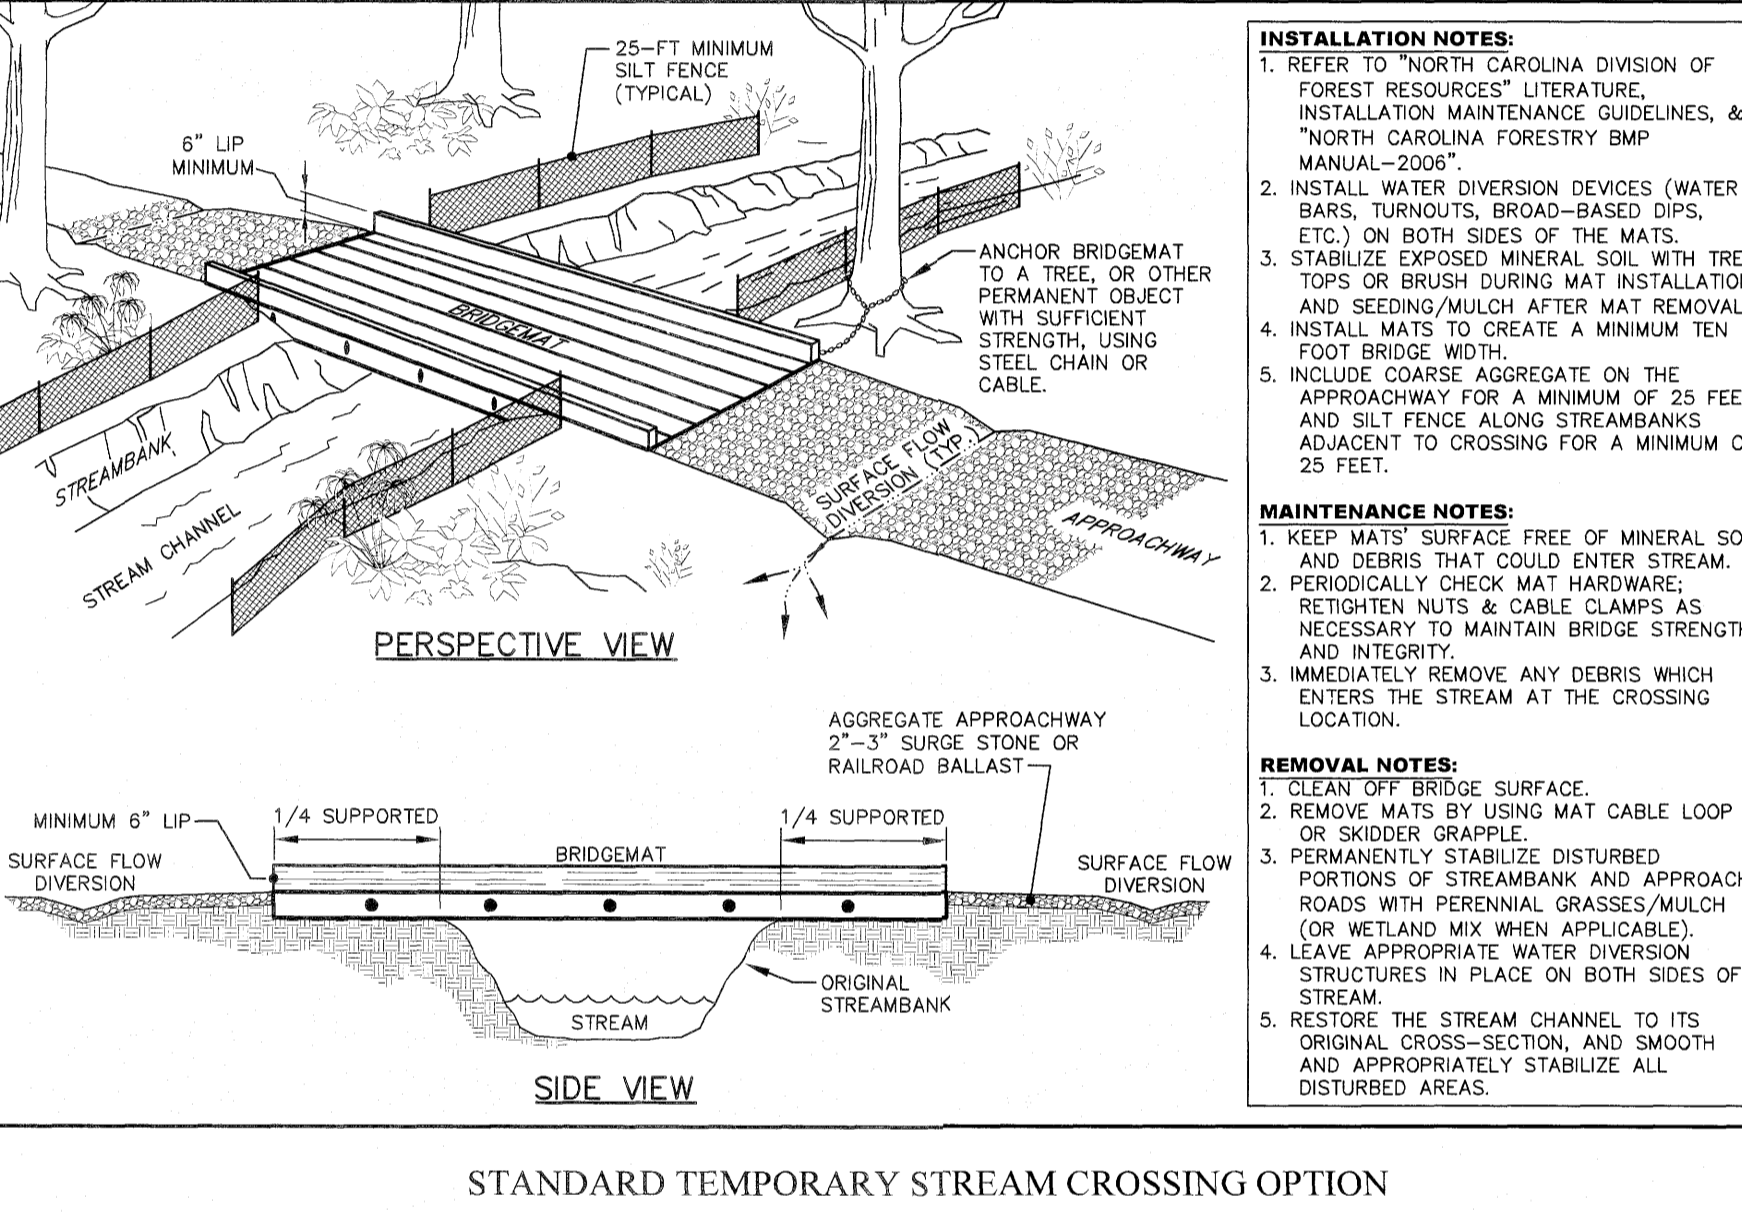 25-FT MINIMUM
SILT FENCE
(TYPICAL)
6" LIP
MINIMUM
ANCHOR BRIDGEMAT
TO A TREE, OR OTHER
PERMANENT OBJECT
WITH SUFFICIENT
STRENGTH, USING
STEEL CHAIN OR
CABLE.
BRIDGEMAT
STREAMBANK
STREAM CHANNEL
SURFACE FLOW
DIVERSION (TYP.)
APPROACHWAY
PERSPECTIVE VIEW
AGGREGATE APPROACHWAY
2"-3" SURGE STONE OR
RAILROAD BALLAST
MINIMUM 6" LIP
1/4 SUPPORTED
1/4 SUPPORTED
BRIDGEMAT
SURFACE FLOW
DIVERSION
SURFACE FLOW
DIVERSION
ORIGINAL
STREAMBANK
STREAM
SIDE VIEW
INSTALLATION NOTES:
1. REFER TO "NORTH CAROLINA DIVISION OF
FOREST RESOURCES" LITERATURE,
INSTALLATION MAINTENANCE GUIDELINES, &
"NORTH CAROLINA FORESTRY BMP
MANUAL-2006".
2. INSTALL WATER DIVERSION DEVICES (WATER
BARS, TURNOUTS, BROAD-BASED DIPS,
ETC.) ON BOTH SIDES OF THE MATS.
3. STABILIZE EXPOSED MINERAL SOIL WITH TRE
TOPS OR BRUSH DURING MAT INSTALLATION
AND SEEDING/MULCH AFTER MAT REMOVAL
4. INSTALL MATS TO CREATE A MINIMUM TEN
FOOT BRIDGE WIDTH.
5. INCLUDE COARSE AGGREGATE ON THE
APPROACHWAY FOR A MINIMUM OF 25 FEE
AND SILT FENCE ALONG STREAMBANKS
ADJACENT TO CROSSING FOR A MINIMUM O
25 FEET.
MAINTENANCE NOTES:
1. KEEP MATS' SURFACE FREE OF MINERAL SO
AND DEBRIS THAT COULD ENTER STREAM.
2. PERIODICALLY CHECK MAT HARDWARE;
RETIGHTEN NUTS & CABLE CLAMPS AS
NECESSARY TO MAINTAIN BRIDGE STRENGTH
AND INTEGRITY.
3. IMMEDIATELY REMOVE ANY DEBRIS WHICH
ENTERS THE STREAM AT THE CROSSING
LOCATION.
REMOVAL NOTES:
1. CLEAN OFF BRIDGE SURFACE.
2. REMOVE MATS BY USING MAT CABLE LOOP
OR SKIDDER GRAPPLE.
3. PERMANENTLY STABILIZE DISTURBED
PORTIONS OF STREAMBANK AND APPROACH
ROADS WITH PERENNIAL GRASSES/MULCH
(OR WETLAND MIX WHEN APPLICABLE).
4. LEAVE APPROPRIATE WATER DIVERSION
STRUCTURES IN PLACE ON BOTH SIDES OF
STREAM.
5. RESTORE THE STREAM CHANNEL TO ITS
ORIGINAL CROSS-SECTION, AND SMOOTH
AND APPROPRIATELY STABILIZE ALL
DISTURBED AREAS.
STANDARD TEMPORARY STREAM CROSSING OPTION